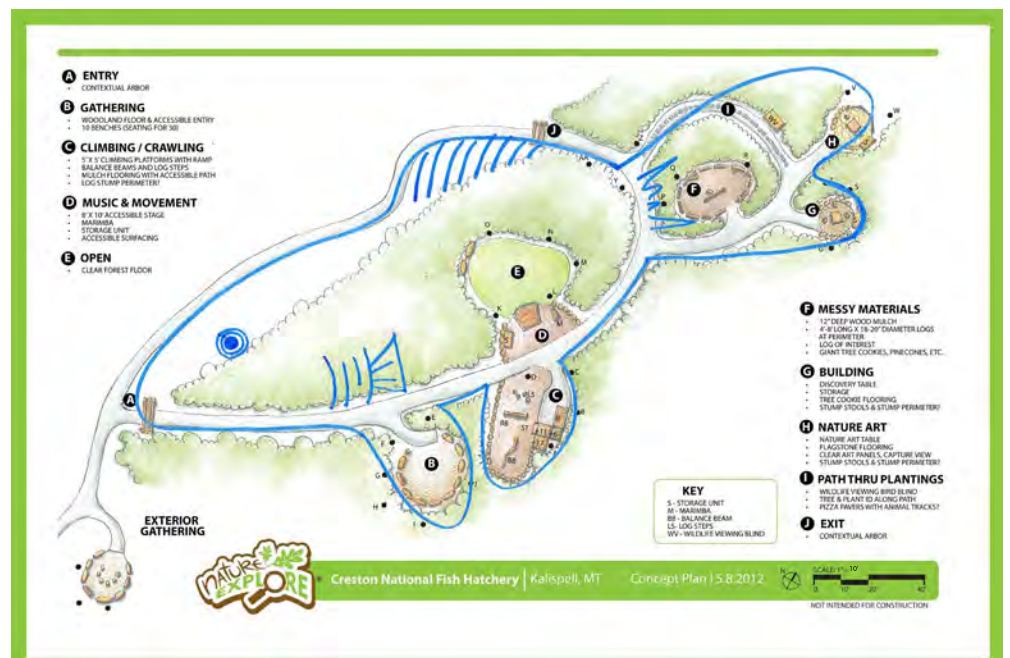 A ENTRY
• CONTEXTUAL ARBOR
B GATHERING
• WOODLAND FLOOR & ACCESSIBLE ENTRY
• 10 BENCHES (SEATING FOR 50)
C CLIMBING / CRAWLING
• 5' X 5' CLIMBING PLATFORMS WITH RAMP
• BALANCE BEAMS AND LOG STEPS
• MULCH FLOORING WITH ACCESSIBLE PATH
• LOG STUMP PERIMETER?
D MUSIC & MOVEMENT
• 8' X 10' ACCESSIBLE STAGE
• MARIMBA
• STORAGE UNIT
• ACCESSIBLE SURFACING
E OPEN
• CLEAR FOREST FLOOR
F MESSY MATERIALS
• 12" DEEP WOOD MULCH
• 4'-8' LONG X 18-20" DIAMETER LOGS
AT PERIMETER
• LOG OF INTEREST
• GIANT TREE COOKIES, PINECONES, ETC.
G BUILDING
• DISCOVERY TABLE
• STORAGE
• TREE COOKIE FLOORING
• STUMP STOOLS & STUMP PERIMETER?
H NATURE ART
• NATURE ART TABLE
• FLAGSTONE FLOORING
• CLEAR ART PANELS, CAPTURE VIEW
• STUMP STOOLS & STUMP PERIMETER?
I PATH THRU PLANTINGS
• WILDLIFE VIEWING BIRD BLIND
• TREE & PLANT ID ALONG PATH
• PIZZA PAVERS WITH ANIMAL TRACKS?
J EXIT
• CONTEXTUAL ARBOR
J
I
WV
V
W
H
F
G
S
E
O
N
M
K
D
C
A
B
E
F
G
H
I
BB
ST
LS
BB
EXTERIOR
GATHERING
KEY
S - STORAGE UNIT
M - MARIMBA
BB - BALANCE BEAM
LS- LOG STEPS
WV - WILDLIFE VIEWING BLIND
NATURE
EXPLORE
Creston National Fish Hatchery | Kalispell, MT Concept Plan | 5.8.2012
N
SCALE: 1"= 10'
0 10' 20' 40'
NOT INTENDED FOR CONSTRUCTION